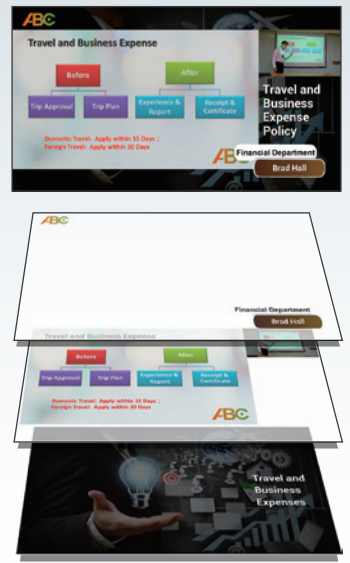 ABC
Travel and Business Expense
Before
After
Trip Approval
Trip Plan
Experience &
Report
Receipt &
Certificate
Domestic Travel: Apply within 15 Days ;
Foreign Travel: Apply within 30 Days
ABC
Travel and
Business
Expense
Policy
Financial Department
Brad Hall
ABC
Financial Department
Brad Hall
Travel and Business Expense
Before
After
Trip Approval
Trip Plan
Experience &
Report
Receipt &
Certificate
Domestic Travel: Apply within 15 Days ;
Foreign Travel: Apply within 30 Days
ABC
Travel and
Business
Expenses